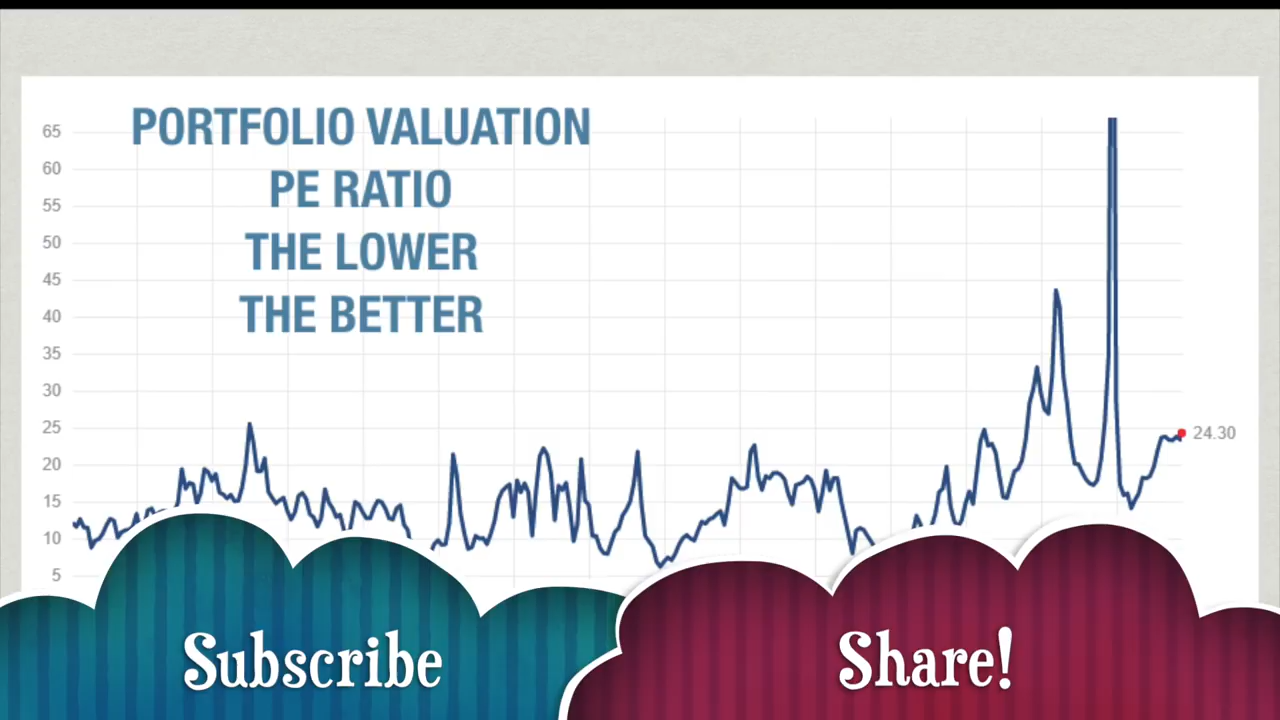 PORTFOLIO VALUATION
PE RATIO
THE LOWER
THE BETTER
65
60
55
50
45
40
35
30
25
20
15
10
5
24.30
Subscribe
Share!